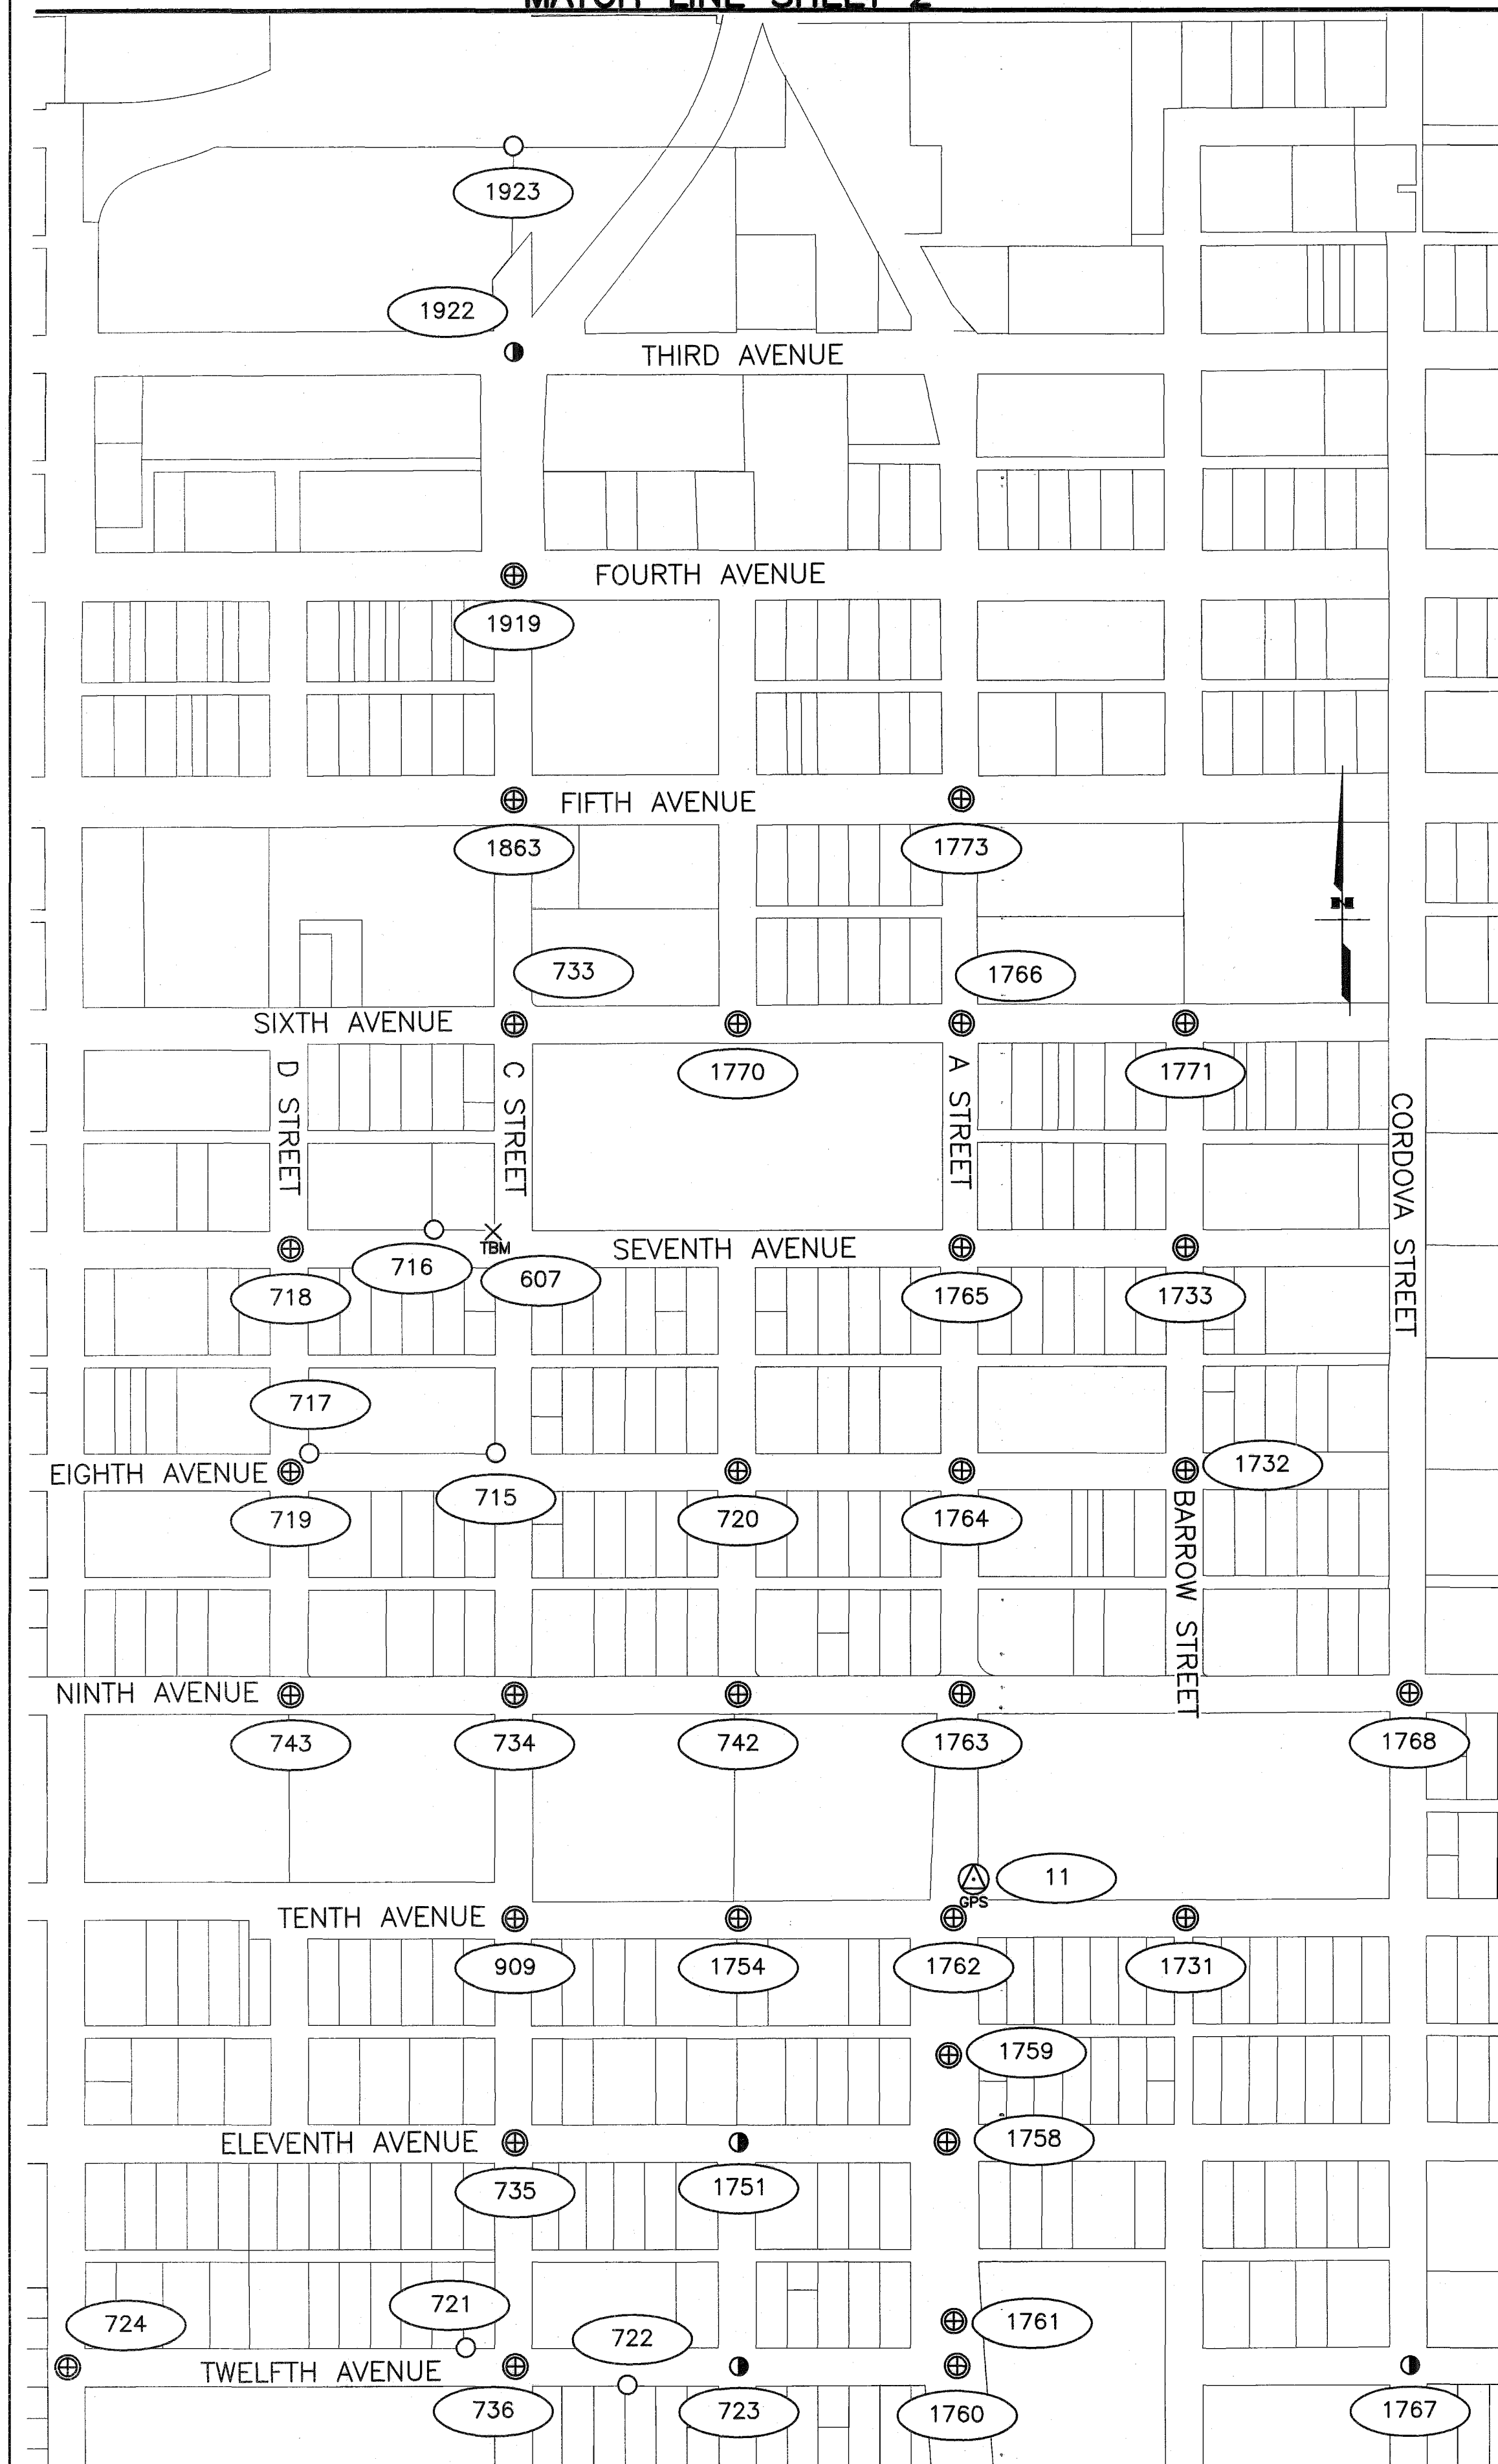 MATCH LINE SHEET 2
1923
1922
THIRD AVENUE
FOURTH AVENUE
1919
FIFTH AVENUE
1863
1773
N
733
1766
SIXTH AVENUE
D STREET
C STREET
1770
A STREET
1771
CORDOVA STREET
TBM
SEVENTH AVENUE
716
607
718
1765
1733
717
EIGHTH AVENUE
1732
715
719
720
1764
BARROW STREET
NINTH AVENUE
743
734
742
1763
1768
11
GPS
TENTH AVENUE
909
1754
1762
1731
1759
ELEVENTH AVENUE
1758
735
1751
721
724
722
1761
TWELFTH AVENUE
736
723
1760
1767